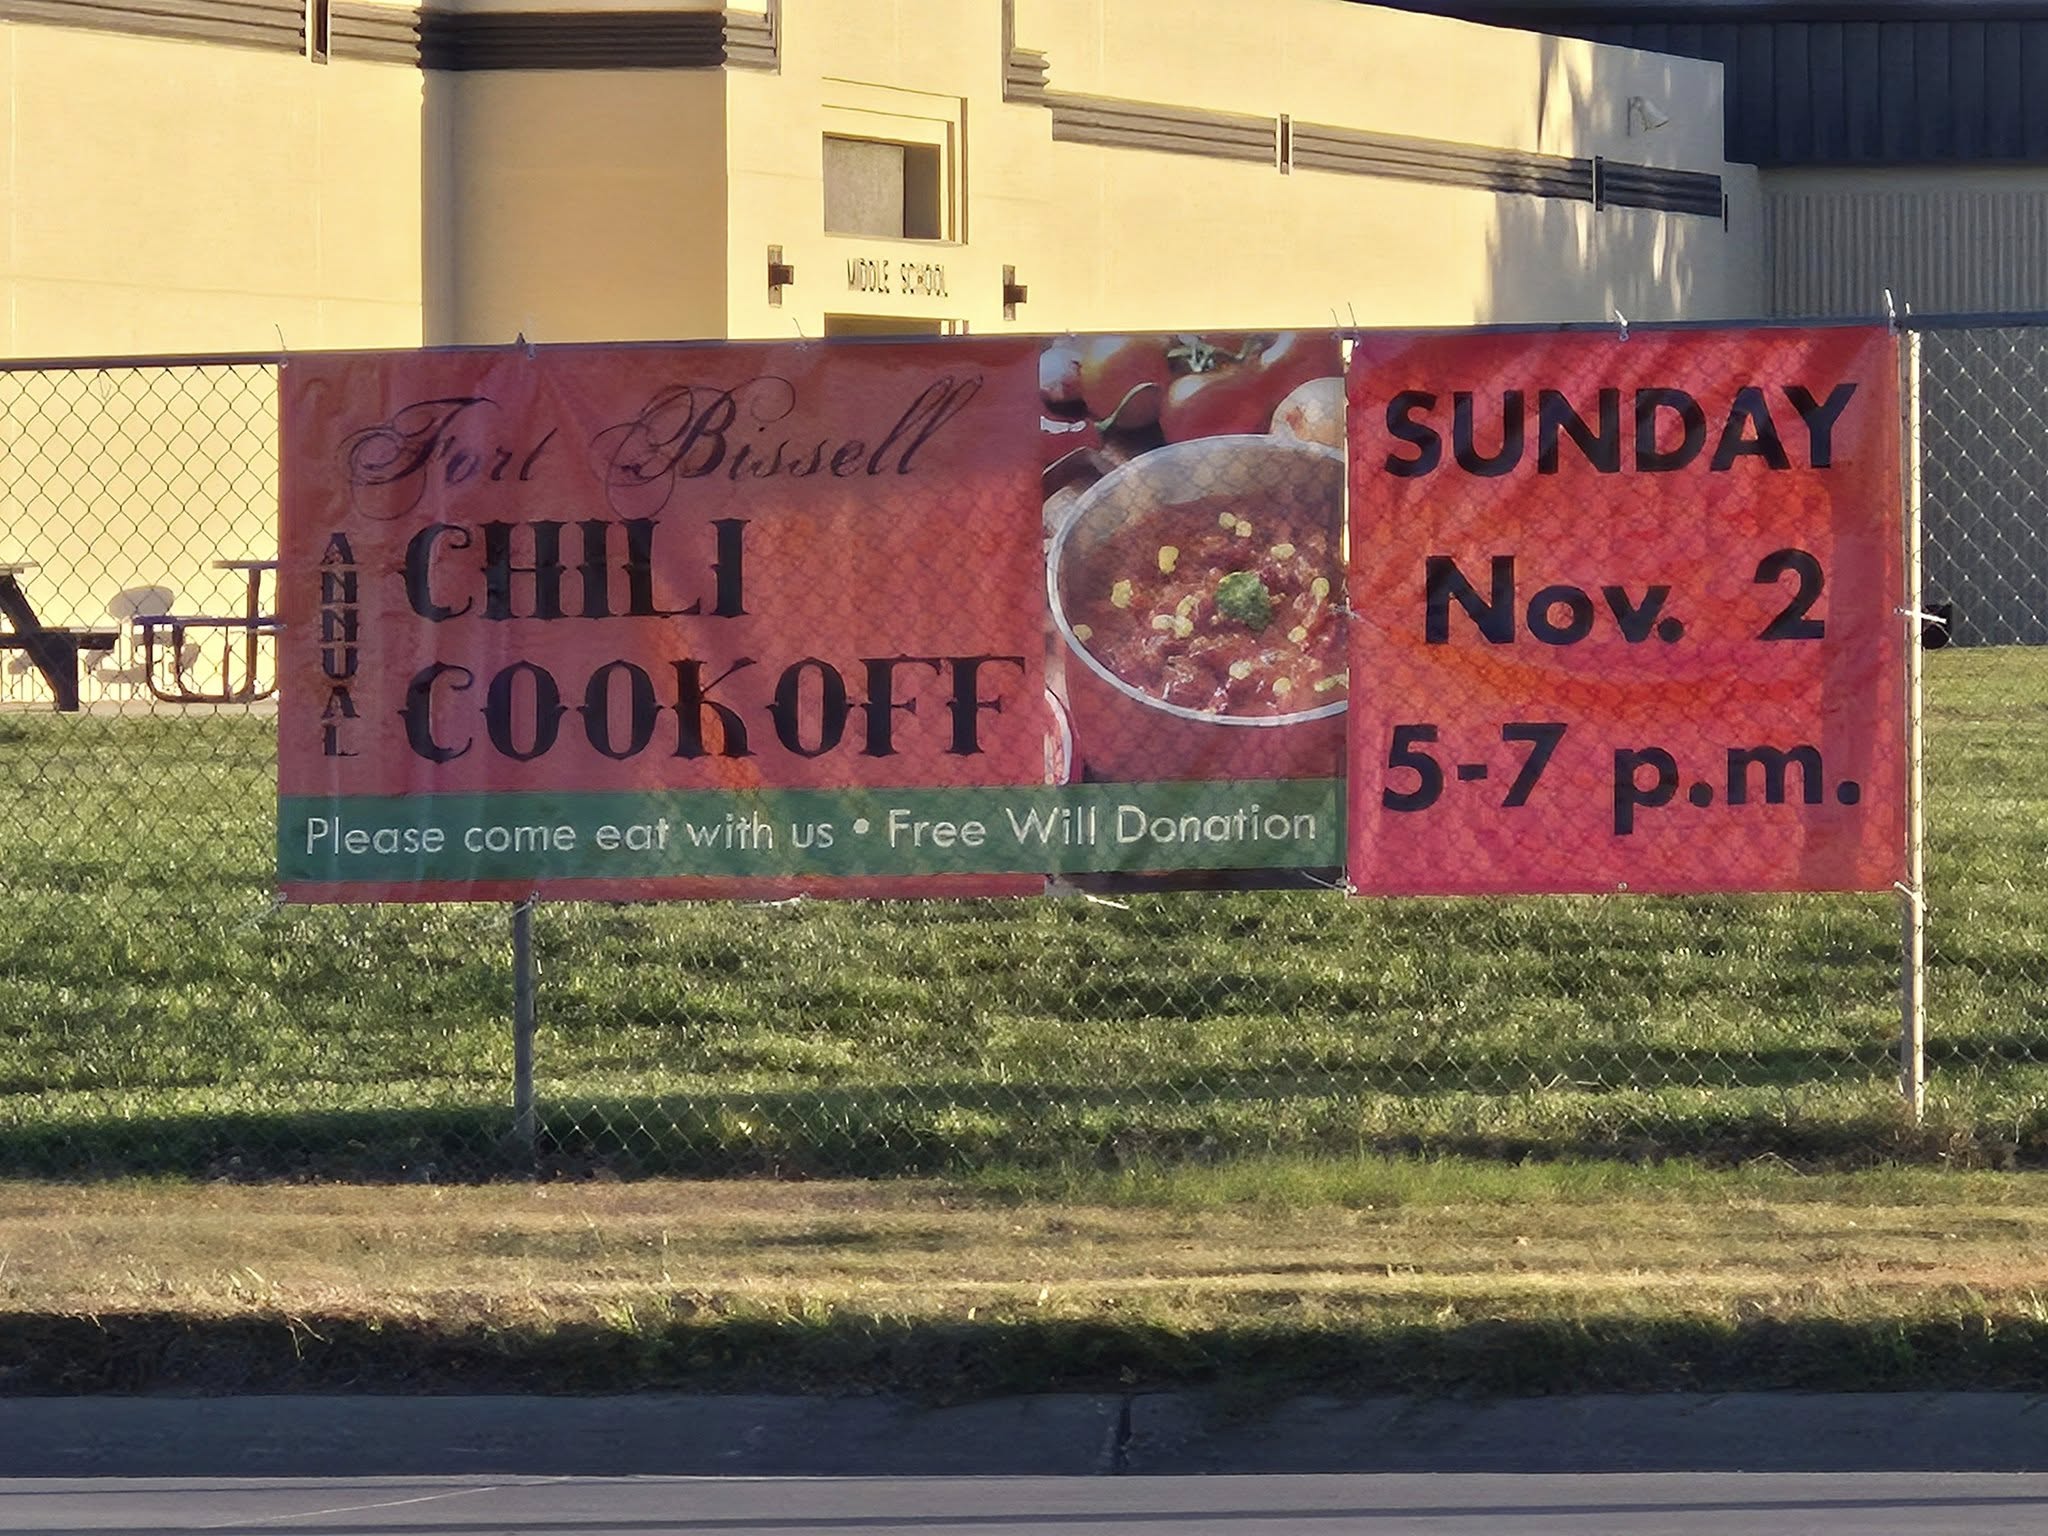 MIDDLE SCHOOL
Fort Bissell
ANNUAL
CHILI
COOKOFF
Please come eat with us • Free Will Donation
SUNDAY
Nov. 2
5-7 p.m.